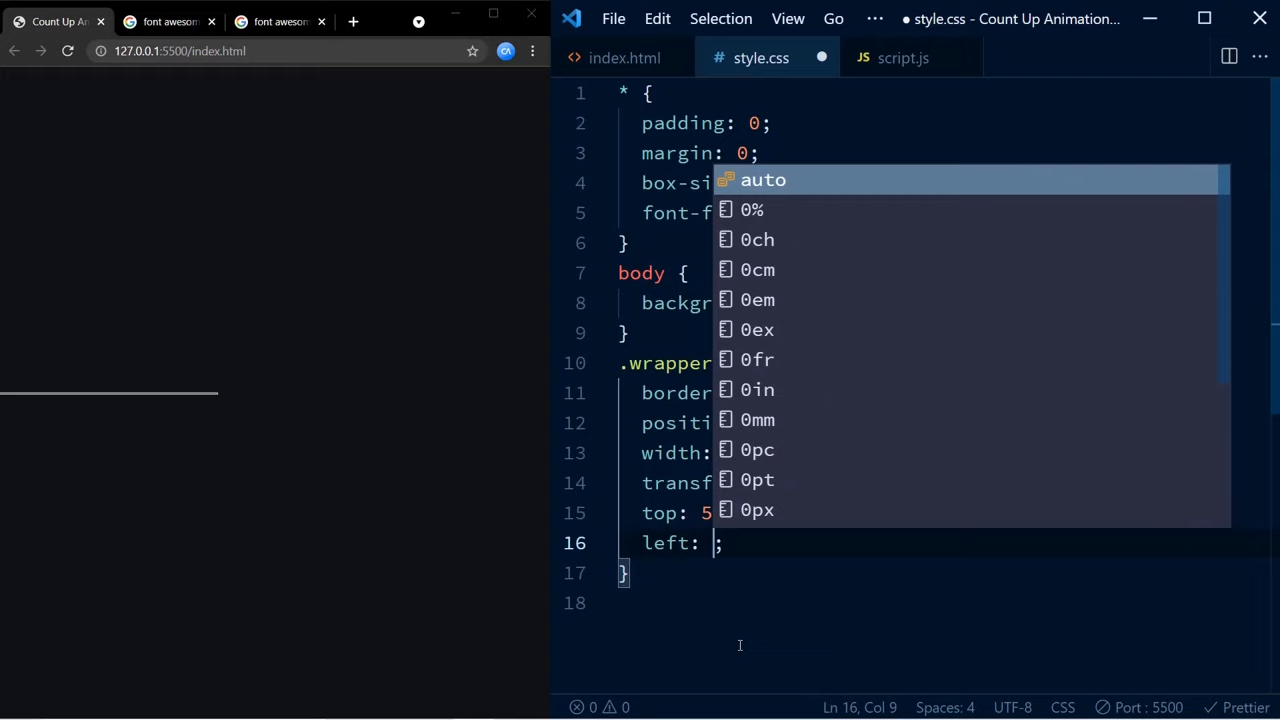 Count Up An
font awesom
font awesom
File Edit Selection View Go ··· ● style.css - Count Up Animation...
127.0.0.1:5500/index.html
CA
<> index.html
# style.css
JS script.js
1 * {
2 padding: 0;
3 margin: 0;
4 box-si
5 font-f
6 }
7 body {
8 backgr
9 }
10 .wrapper
11 border
12 positi
13 width:
14 transf
15 top: 5
16 left: ;
17 }
18
auto
0%
0ch
0cm
0em
0ex
0fr
0in
0mm
0pc
0pt
0px
0 0 Ln 16, Col 9 Spaces: 4 UTF-8 CSS Port : 5500 Prettier